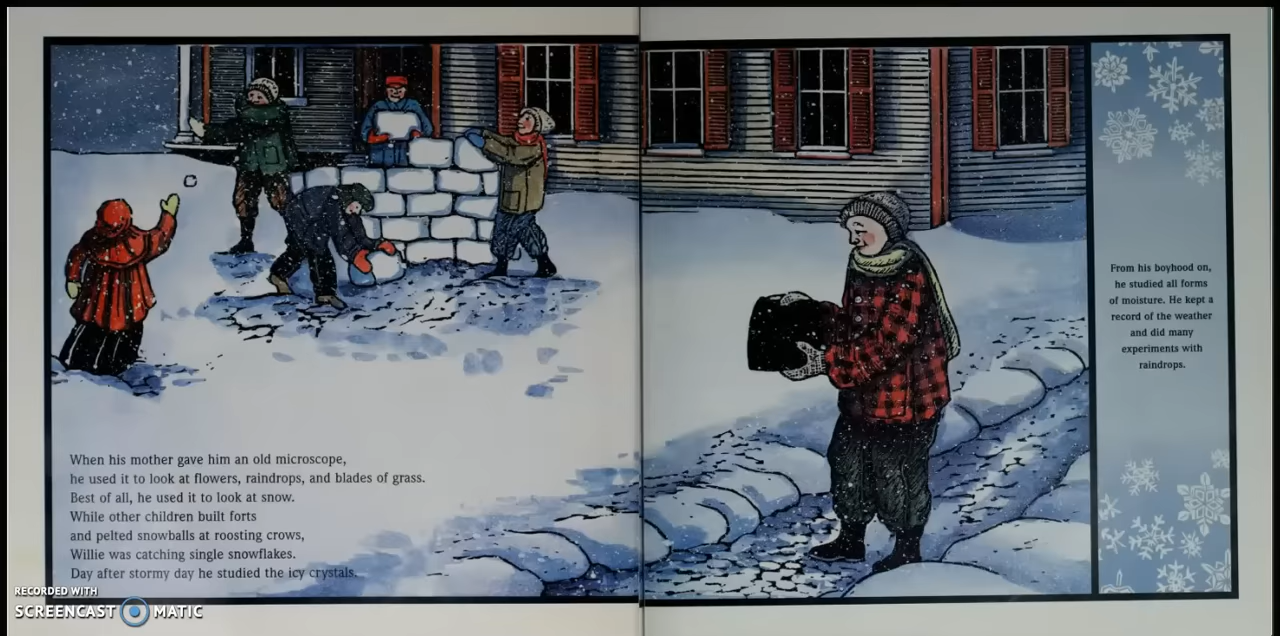 When his mother gave him an old microscope,
he used it to look at flowers, raindrops, and blades of grass.
Best of all, he used it to look at snow.
While other children built forts
and pelted snowballs at roosting crows,
Willie was catching single snowflakes.
Day after stormy day he studied the icy crystals.
From his boyhood on,
he studied all forms
of moisture. He kept a
record of the weather
and did many
experiments with
raindrops.
RECORDED WITH
SCREENCAST MATIC